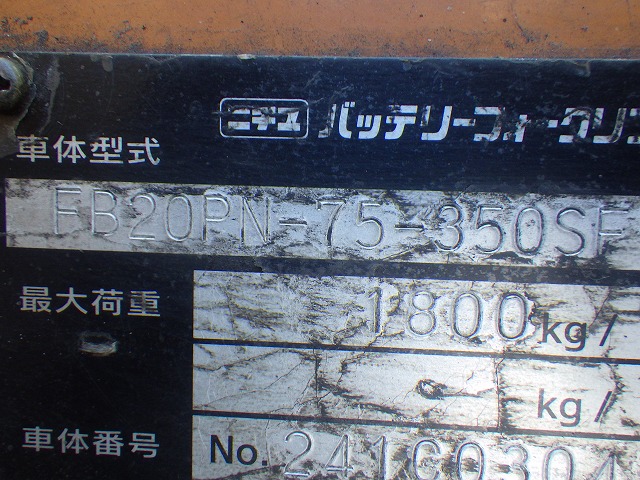 ニチユ バッテリーフォークリフ
車体型式
FB20PN-75-350SF
最大荷重
1800kg/
kg/
車体番号
No. 241C0304